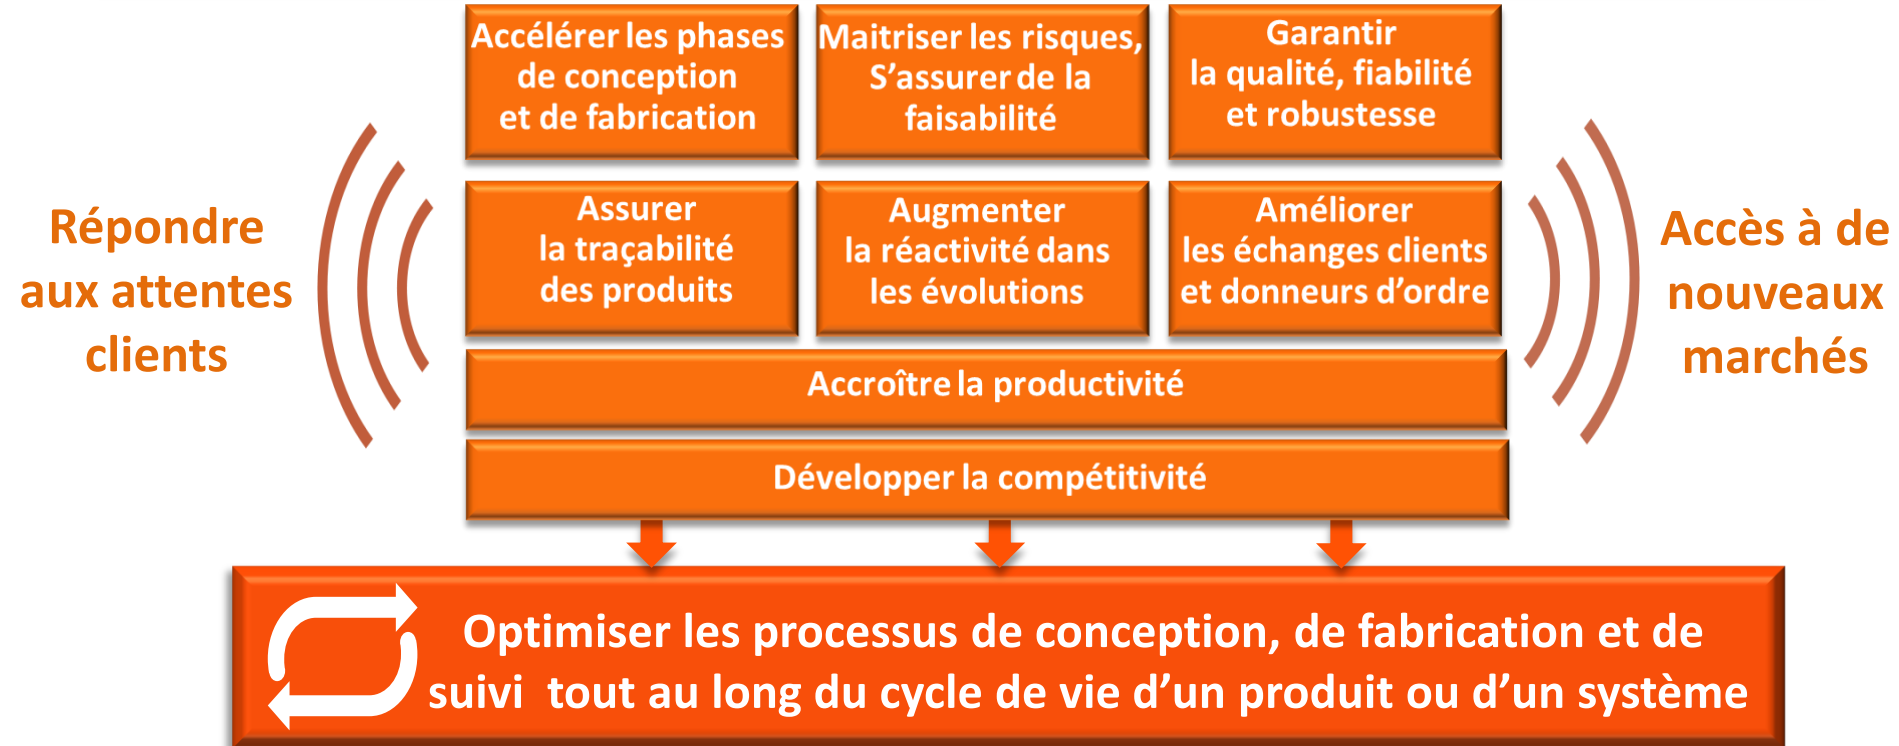 Accélérer les phases
de conception
et de fabrication
Maitriser les risques,
S'assurer de la
faisabilité
Garantir
la qualité, fiabilité
et robustesse
Répondre
aux attentes
clients
Assurer
la traçabilité
des produits
Augmenter
la réactivité dans
les évolutions
Améliorer
les échanges clients
et donneurs d'ordre
Accès à de
nouveaux
marchés
Accroître la productivité
Développer la compétitivité
Optimiser les processus de conception, de fabrication et de
suivi  tout au long du cycle de vie d'un produit ou d'un système